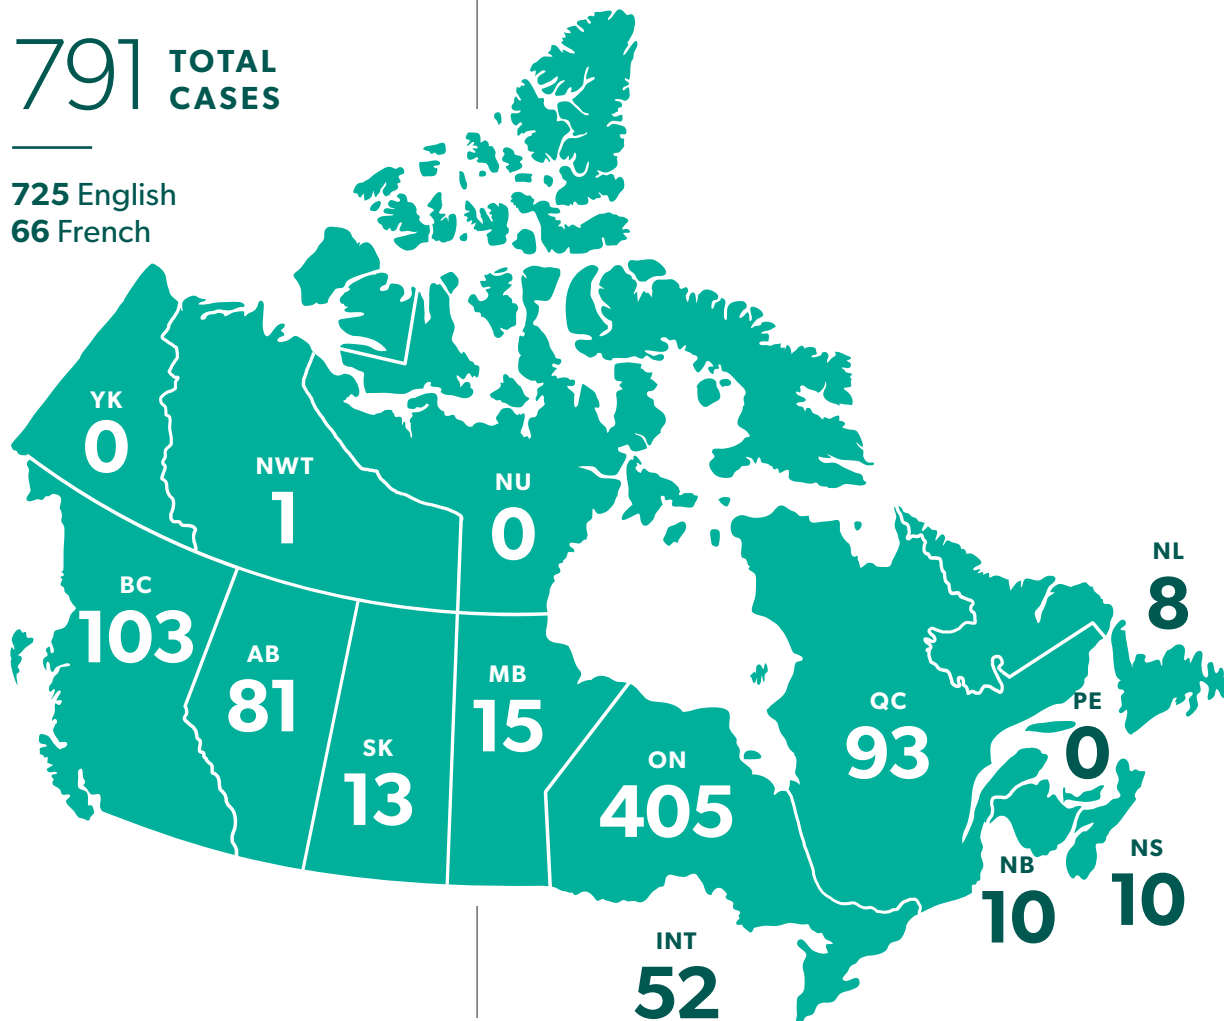 791 TOTAL
CASES
725 English
66 French
YK
0
NWT
1
NU
0
NL
8
BC
103
AB
81
MB
15
QC
93
PE
0
SK
13
ON
405
NB
10
NS
10
INT
52